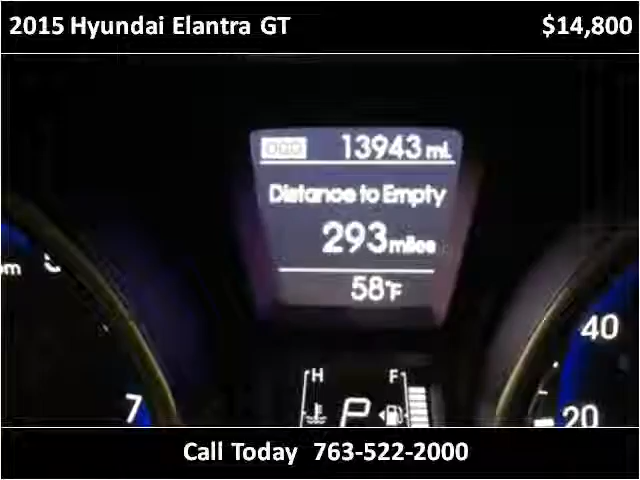 2015 Hyundai Elantra GT $14,800
ODO 13943 mi.
Distance to Empty
293 miles
58°F
40
H F
7 P 20
Call Today 763-522-2000